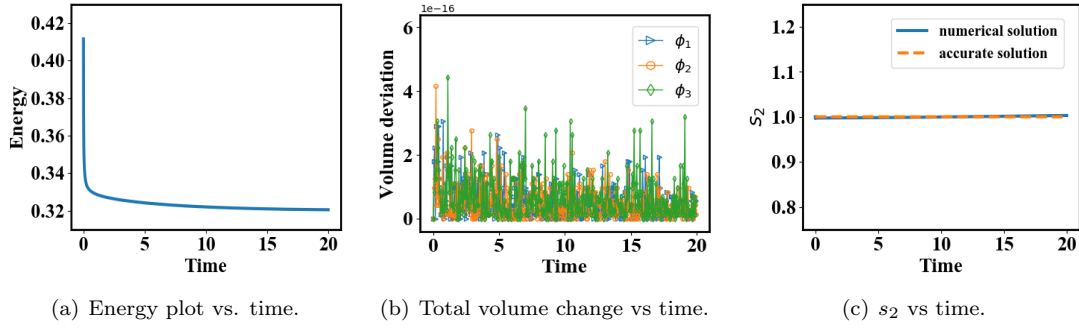 0.42
0.40
0.38
0.36
0.34
0.32
Energy
0
5
10
15
20
Time
1e−16
6
4
2
0
Volume deviation
ϕ1
ϕ2
ϕ3
0
5
10
15
20
Time
1.2
1.1
1.0
0.9
0.8
s2
numerical solution
accurate solution
0
5
10
15
20
Time
(a) Energy plot vs. time.
(b) Total volume change vs time.
(c) s2 vs time.